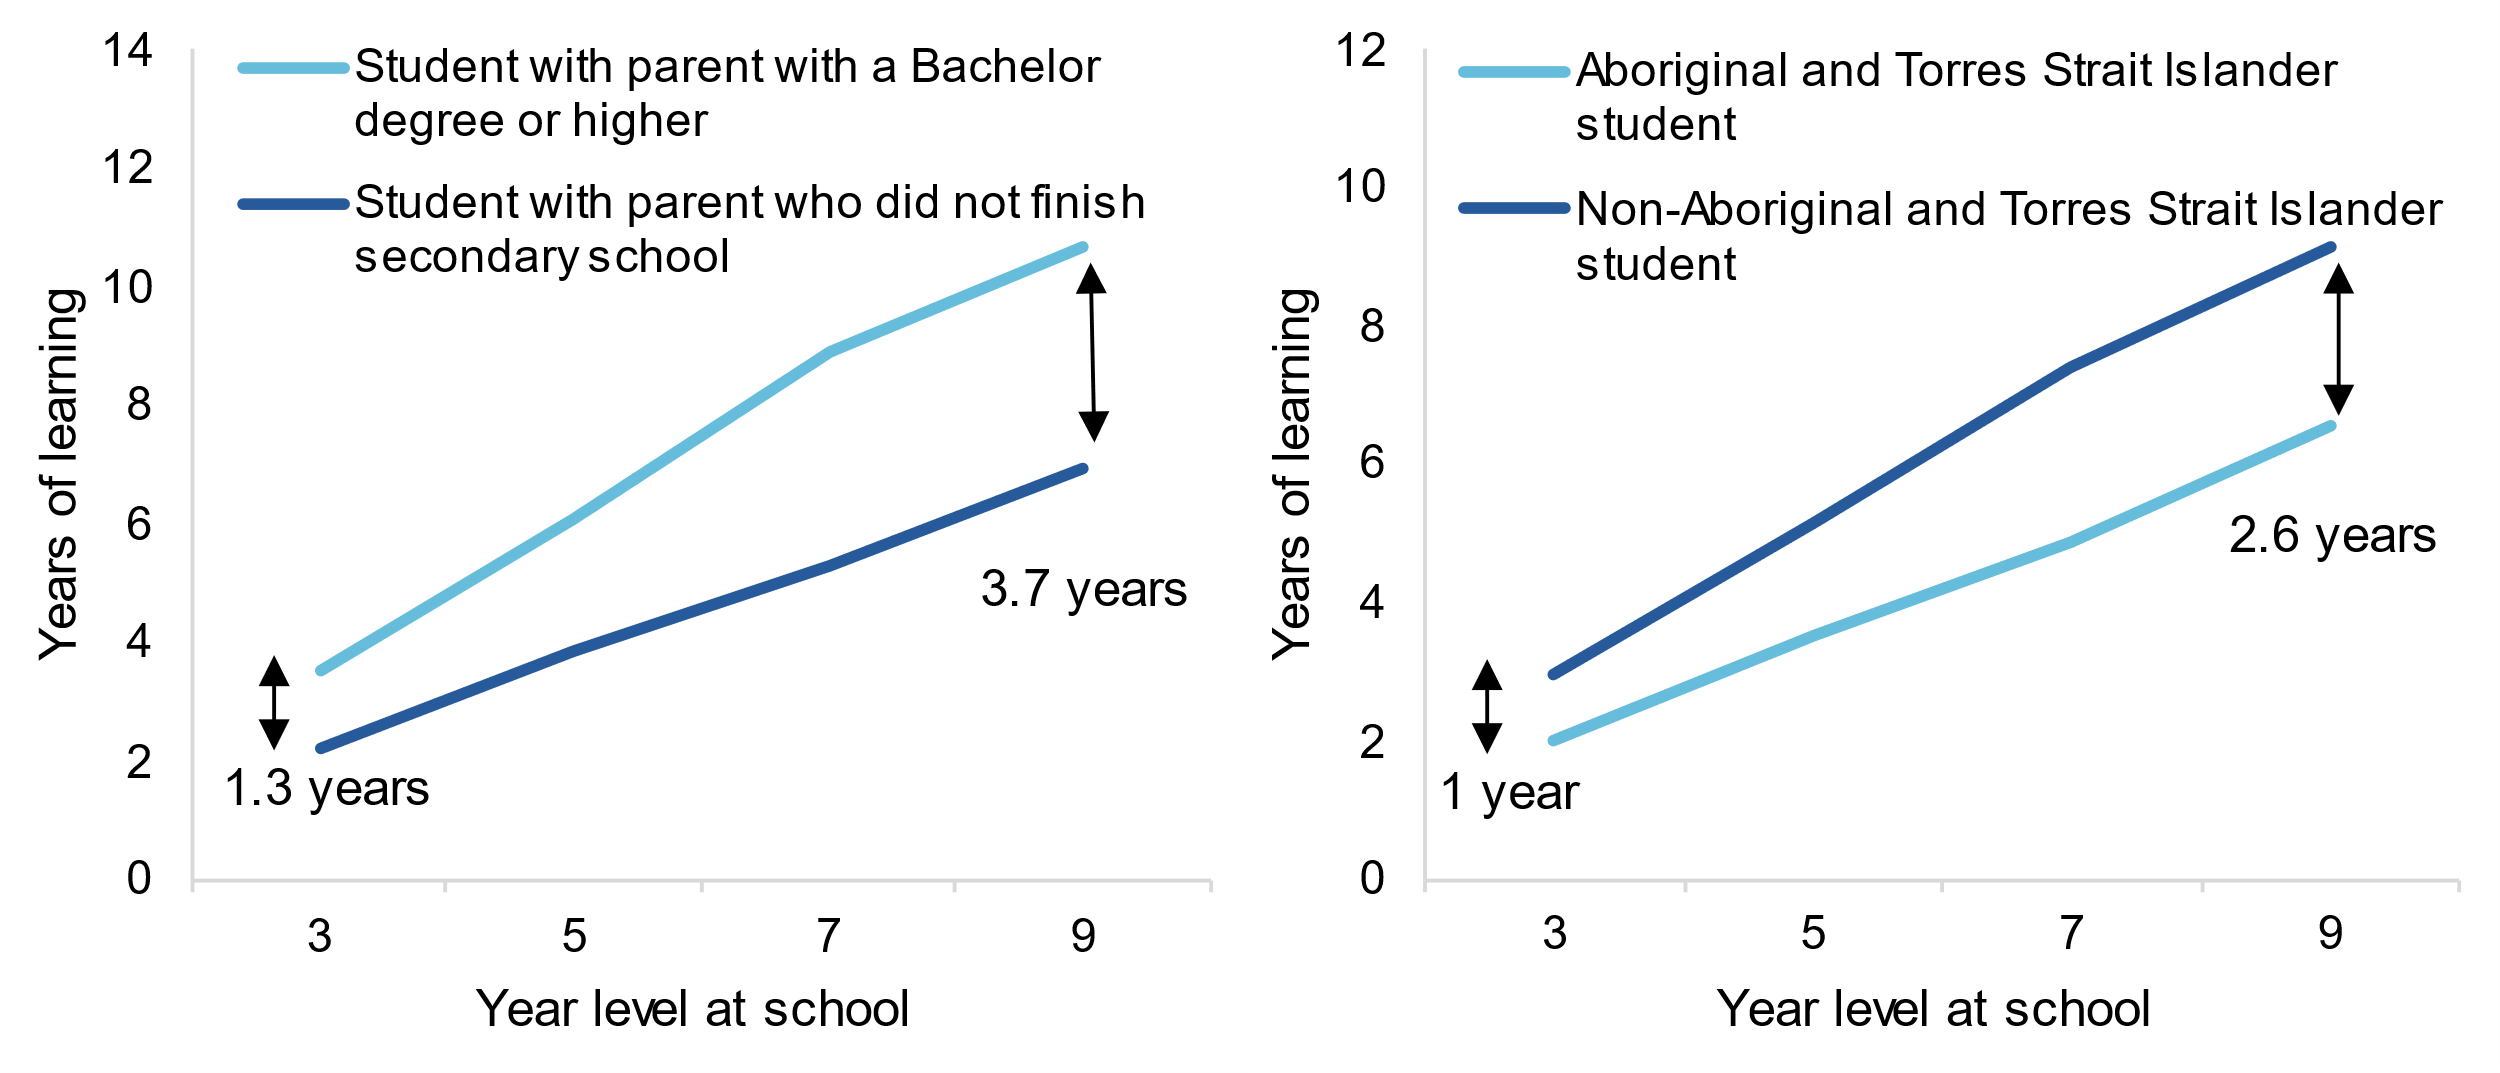 14
12
10
8
6
4
2
0
Years of learning
Student with parent with a Bachelor
degree or higher
Student with parent who did not finish
secondary school
1.3 years
3.7 years
3 5 7 9
Year level at school
12
10
8
6
4
2
0
Years of learning
Aboriginal and Torres Strait Islander
student
Non-Aboriginal and Torres Strait Islander
student
1 year
2.6 years
3 5 7 9
Year level at school